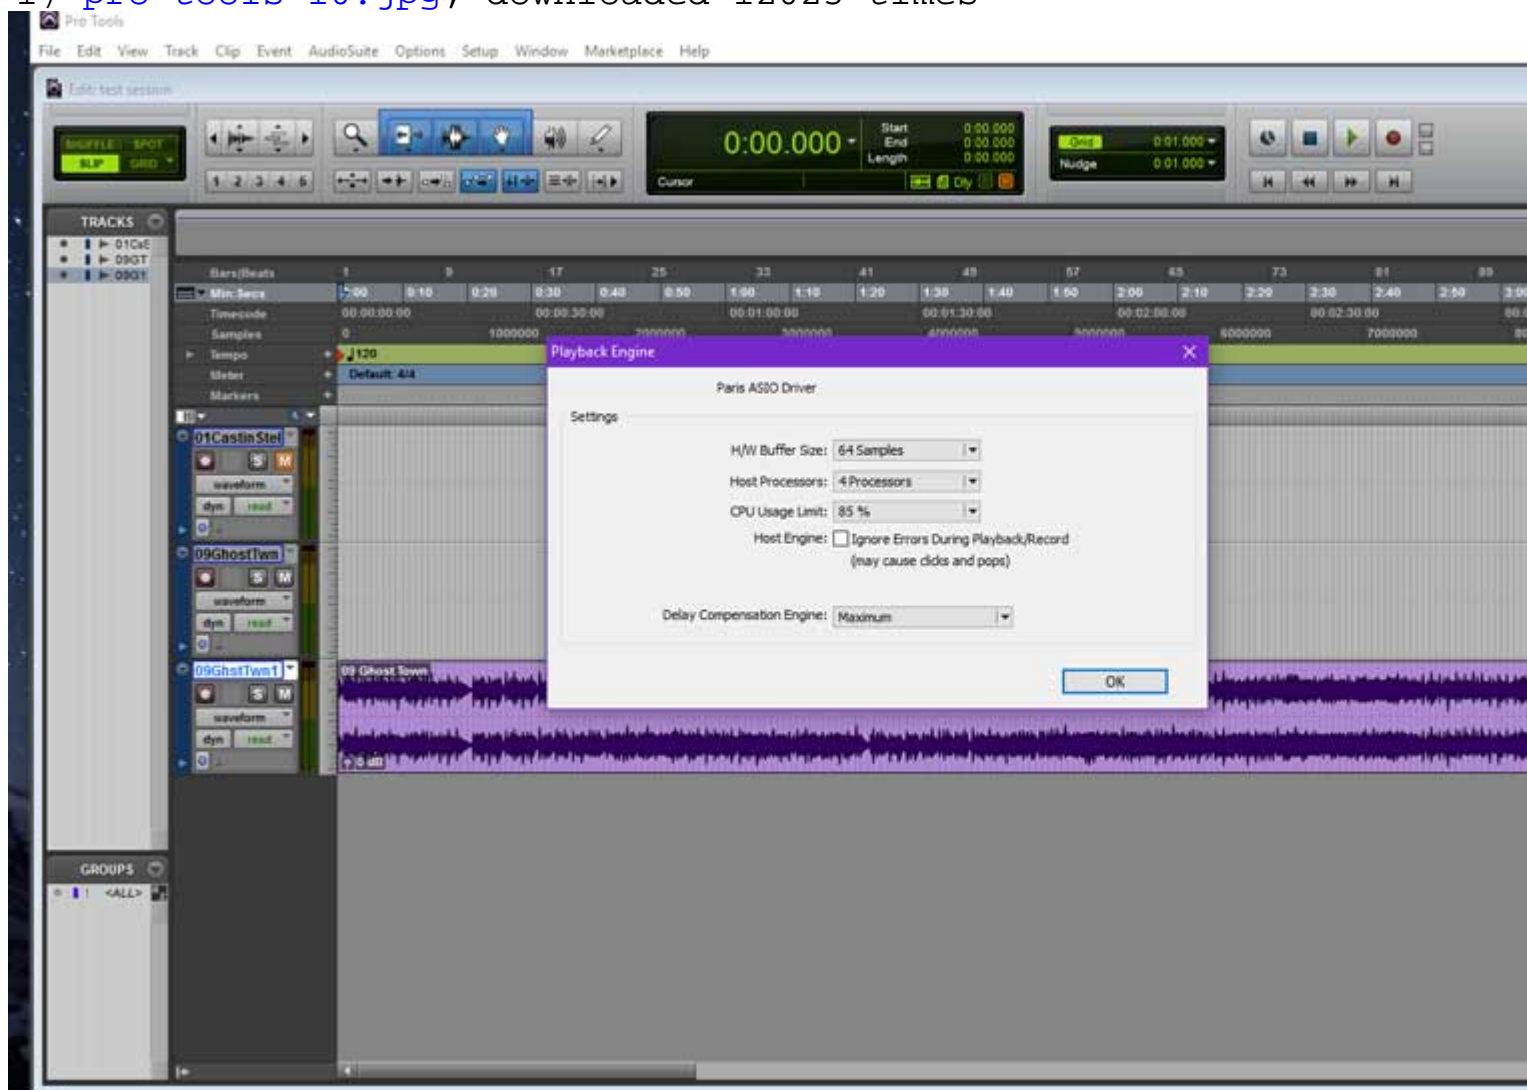 Pro Tools
File Edit View Track Clip Event AudioSuite Options Setup Window Marketplace Help
Edit: test session
SHUFFLE SPOT
SLIP GRID
1 2 3 4 5
0:00.000
Start 0:00.000
End 0:00.000
Length 0:00.000
Cursor
Dly
Grid 0:01.000
Nudge 0:01.000
TRACKS
01CaS
09GT
09GT
Bars|Beats 1 9 17 25 33 41 49 57 65 73 81 89
Min:Secs 0:00 0:10 0:20 0:30 0:40 0:50 1:00 1:10 1:20 1:30 1:40 1:50 2:00 2:10 2:20 2:30 2:40 2:50 3:00
Timecode 00:00:00:00 00:00:30:00 00:01:00:00 00:01:30:00 00:02:00:00 00:02:30:00
Samples 0 1000000 2000000 3000000 4000000 5000000 6000000 7000000
Tempo 120
Meter Default: 4/4
Markers
Playback Engine
Paris ASIO Driver
Settings
H/W Buffer Size: 64 Samples
Host Processors: 4 Processors
CPU Usage Limit: 85 %
Host Engine: Ignore Errors During Playback/Record
(may cause clicks and pops)
Delay Compensation Engine: Maximum
OK
01CastinStel
S M
waveform
dyn read
09GhostTwn
S M
waveform
dyn read
09GhstTwn1
S M
waveform
dyn read
09 Ghost Town
0 dB
GROUPS
! <ALL>